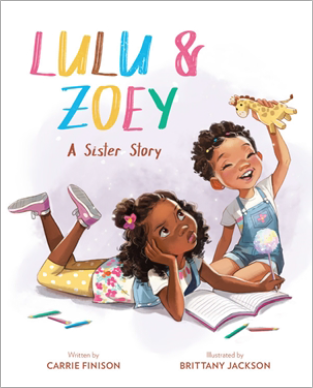 LULU &
ZOEY
A Sister Story
Written by
CARRIE FINISON
Illustrated by
BRITTANY JACKSON